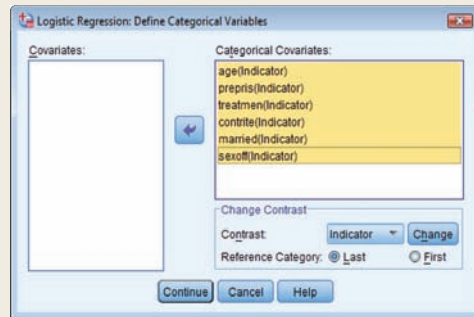 Logistic Regression: Define Categorical Variables
Covariates:
Categorical Covariates:
age(Indicator)
prepris(Indicator)
treatmen(Indicator)
contrite(Indicator)
married(Indicator)
sexoff(Indicator)
Change Contrast
Contrast: Indicator Change
Reference Category: Last First
Continue Cancel Help